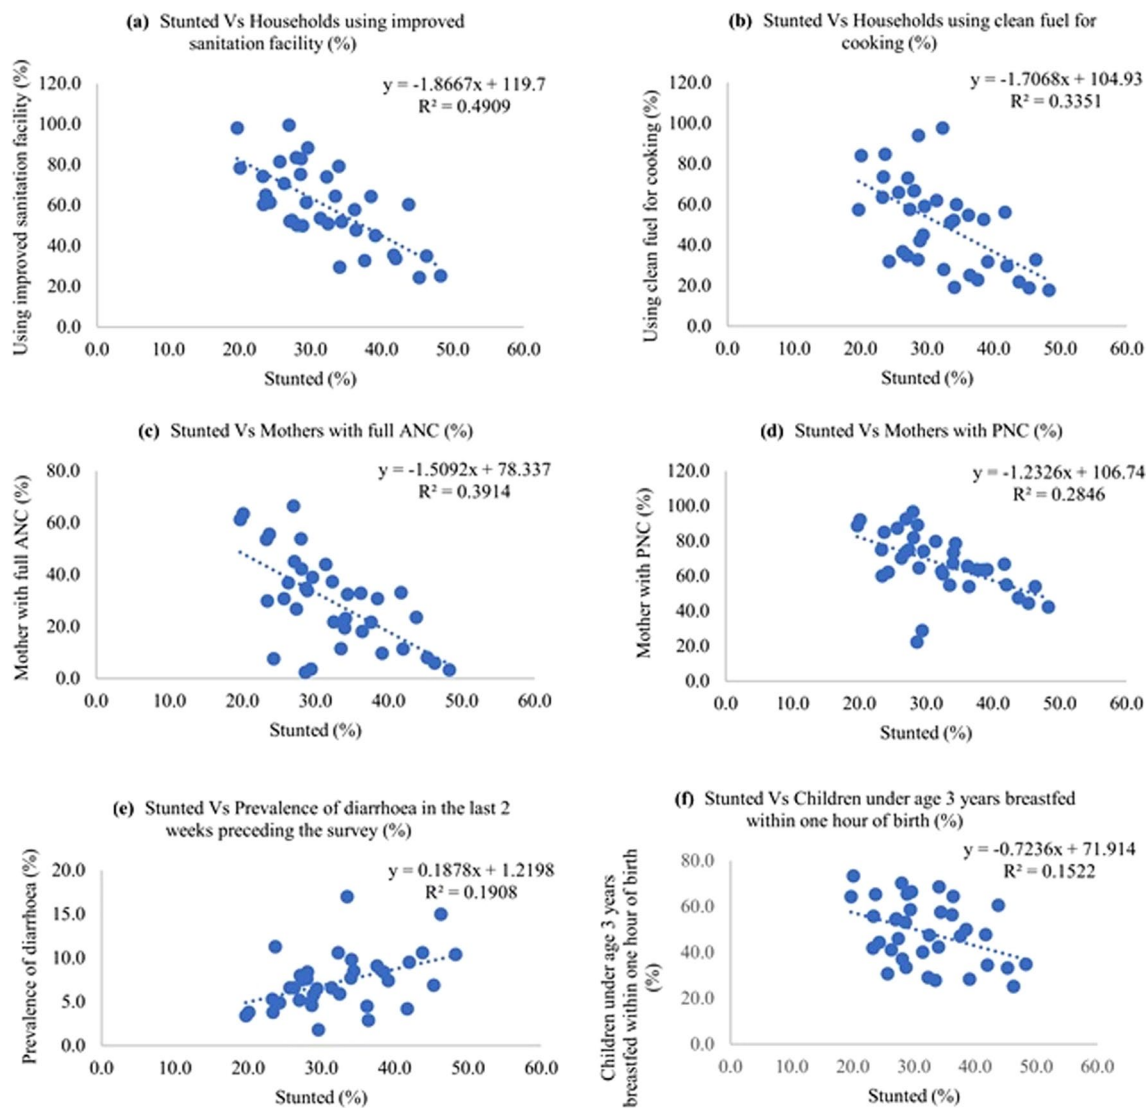 (a) Stunted Vs Households using improved
sanitation facility (%)
y = -1.8667x + 119.7
R² = 0.4909
Using improved sanitation facility (%)
120.0
100.0
80.0
60.0
40.0
20.0
0.0
0.0 10.0 20.0 30.0 40.0 50.0 60.0
Stunted (%)
(b) Stunted Vs Households using clean fuel for
cooking (%)
y = -1.7068x + 104.93
R² = 0.3351
Using clean fuel for cooking (%)
120.0
100.0
80.0
60.0
40.0
20.0
0.0
0.0 10.0 20.0 30.0 40.0 50.0 60.0
Stunted (%)
(c) Stunted Vs Mothers with full ANC (%)
y = -1.5092x + 78.337
R² = 0.3914
Mother with full ANC (%)
80.0
60.0
40.0
20.0
0.0
0.0 10.0 20.0 30.0 40.0 50.0 60.0
Stunted (%)
(d) Stunted Vs Mothers with PNC (%)
y = -1.2326x + 106.74
R² = 0.2846
Mother with PNC (%)
120.0
100.0
80.0
60.0
40.0
20.0
0.0
0.0 10.0 20.0 30.0 40.0 50.0 60.0
Stunted (%)
(e) Stunted Vs Prevalence of diarrhoea in the last 2
weeks preceding the survey (%)
y = 0.1878x + 1.2198
R² = 0.1908
Prevalence of diarrhoea (%)
20.0
15.0
10.0
5.0
0.0
0.0 10.0 20.0 30.0 40.0 50.0 60.0
Stunted (%)
(f) Stunted Vs Children under age 3 years breastfed
within one hour of birth (%)
y = -0.7236x + 71.914
R² = 0.1522
Children under age 3 years
breastfed within one hour of birth
(%)
80.0
60.0
40.0
20.0
0.0
0.0 10.0 20.0 30.0 40.0 50.0 60.0
Stunted (%)